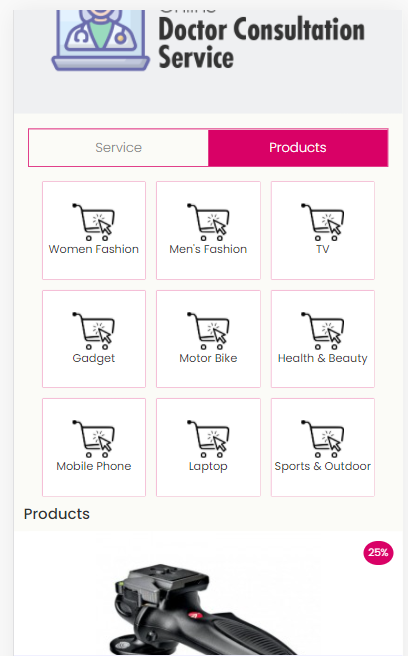 Online
Doctor Consultation
Service
Service
Products
Women Fashion
Men's Fashion
TV
Gadget
Motor Bike
Health & Beauty
Mobile Phone
Laptop
Sports & Outdoor
Products
25%